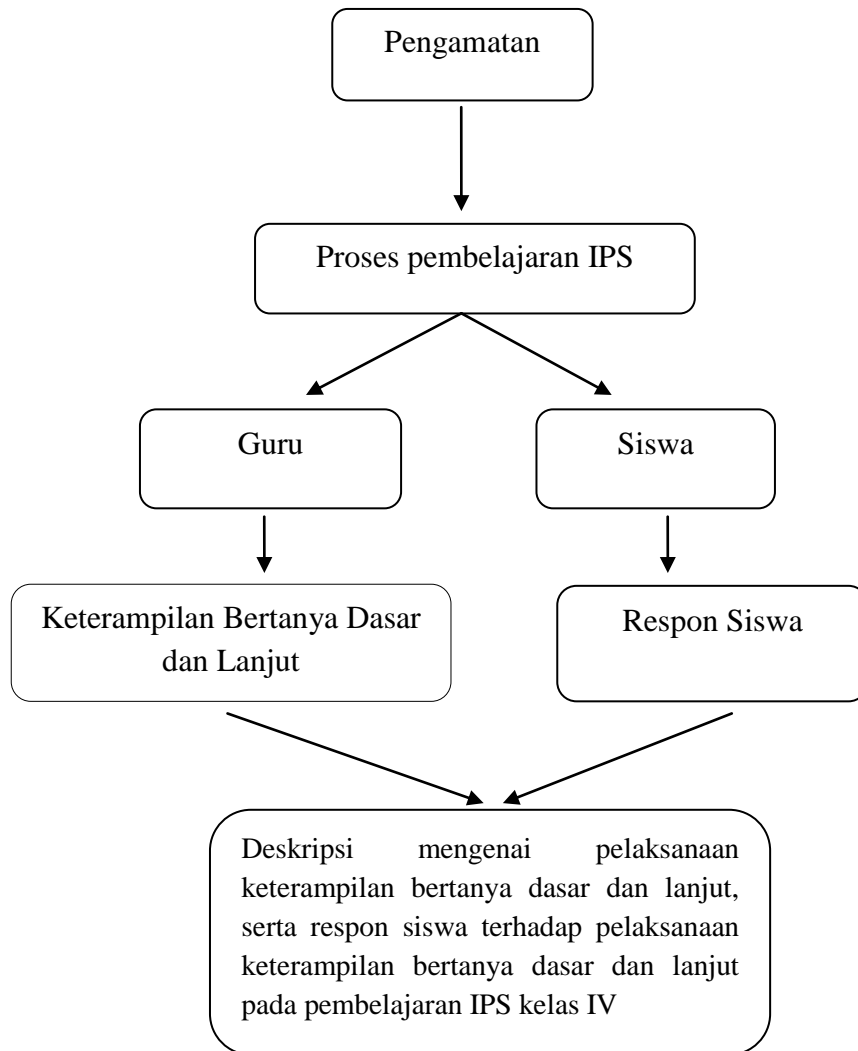 Pengamatan
Proses pembelajaran IPS
Guru
Siswa
Keterampilan Bertanya Dasar
dan Lanjut
Respon Siswa
Deskripsi mengenai pelaksanaan
keterampilan bertanya dasar dan lanjut,
serta respon siswa terhadap pelaksanaan
keterampilan bertanya dasar dan lanjut
pada pembelajaran IPS kelas IV